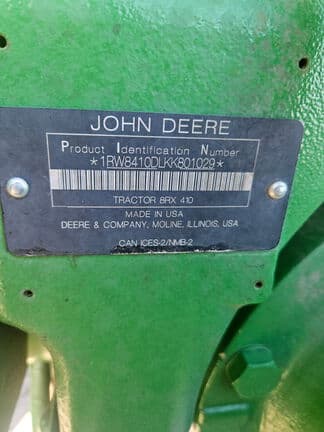 JOHN DEERE
Product Identification Number
*1RW8410DLKK801029*
TRACTOR 8RX 410
MADE IN USA
DEERE & COMPANY, MOLINE, ILLINOIS, USA
CAN ICES-2/NMB-2